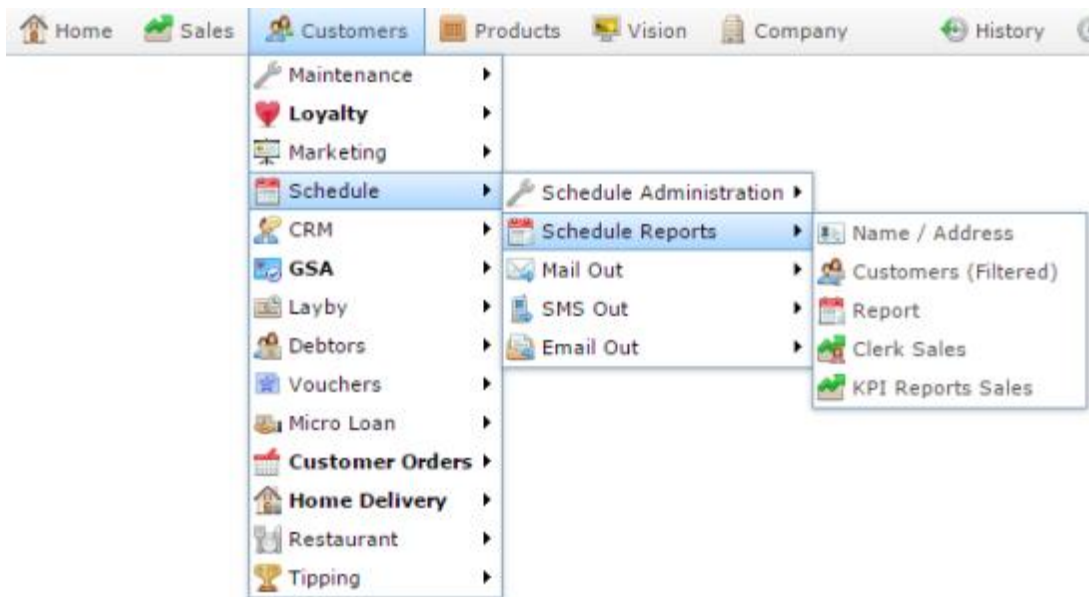 Home Sales Customers Products Vision Company History
Maintenance
Loyalty
Marketing
Schedule
Schedule Administration
CRM
Schedule Reports
Name / Address
GSA
Mail Out
Customers (Filtered)
Layby
SMS Out
Report
Debtors
Email Out
Clerk Sales
Vouchers
KPI Reports Sales
Micro Loan
Customer Orders
Home Delivery
Restaurant
Tipping